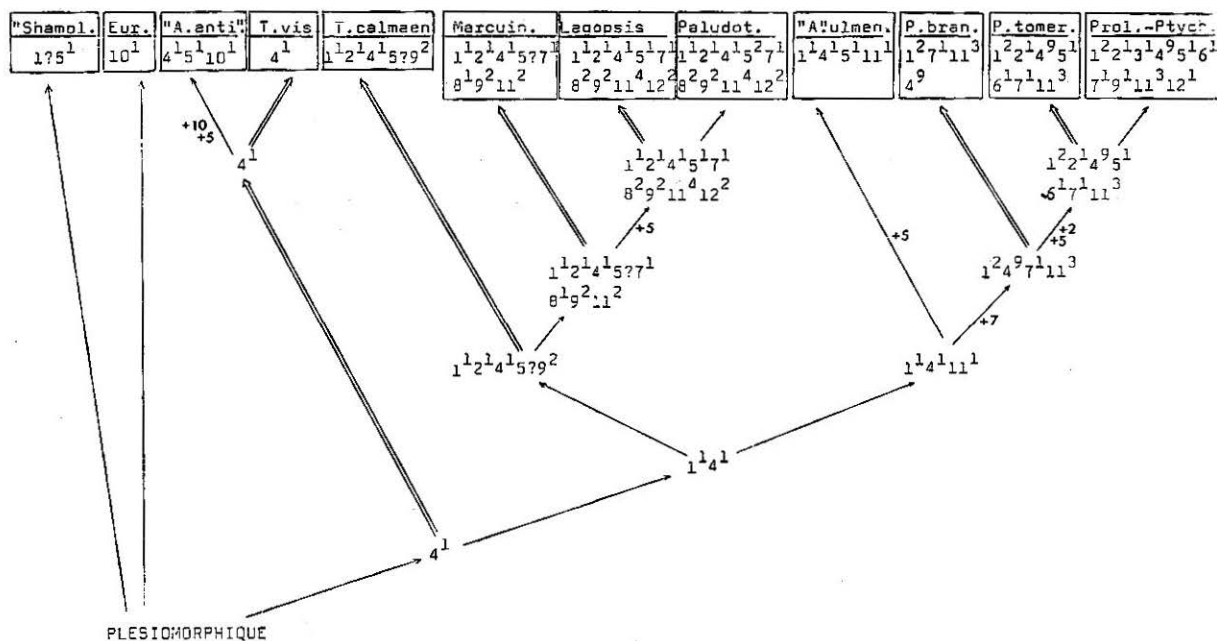 "Shamol. Eur. "A.anti" T.vis T.calmaen Mercuin. Lagopsis Paludot. "A"ulmen. P.bran. P.tomer. Prol.-Ptych.
1?5¹ 10¹ 4¹5¹10¹ 4¹ 1¹2¹4¹5?9² 1¹2¹4¹5?7¹ 1¹2¹4¹5¹7¹ 1¹2¹4¹5²7¹ 1¹4¹5¹11¹ 1²7¹11³ 1²2¹4⁹5¹ 1²2¹3¹4⁹5¹6¹
8¹9²11² 8²9²11⁴12² 8²9²11⁴12² 4⁹ 6¹7¹11³ 7¹9¹11³12¹
+10
+5
4¹ 1¹2¹4¹5¹7¹ 1²2¹4⁹5¹
8²9²11⁴12² 6¹7¹11³
+5 +5 +2
+5
1¹2¹4¹5?7¹ 1²4⁹7¹11³
8¹9²11²
+7
1¹2¹4¹5?9² 1¹4¹11¹
1¹4¹
4¹
PLESIOMORPHIQUE